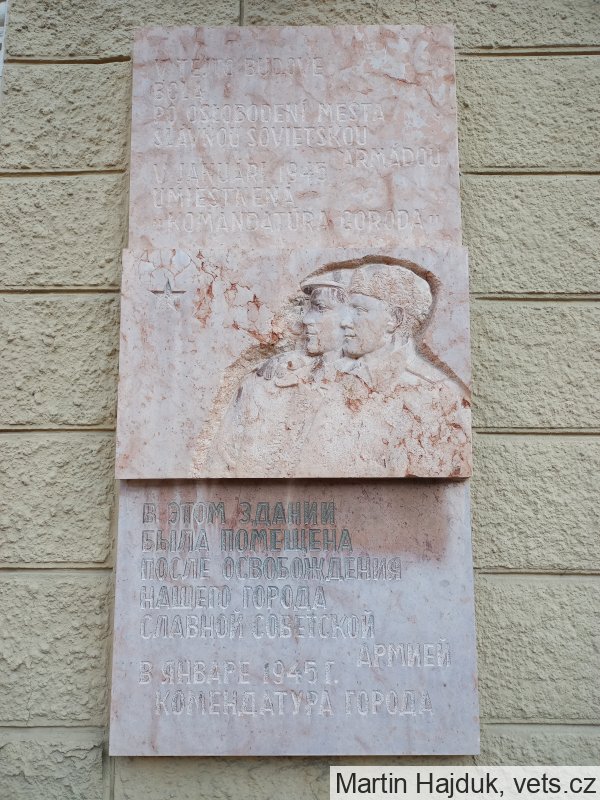 V TEJTO BUDOVE
BOLA
PO OSLOBODENÍ MESTA
SLÁVNOU SOVIETSKOU
ARMÁDOU
V JANUÁRI 1945
UMIESTNENÁ
"KOMANDATÚRA GORODA"
В ЭТОМ ЗДАНИИ
БЫЛА ПОМЕЩЕНА
ПОСЛЕ ОСВОБОЖДЕНИЯ
НАШЕГО ГОРОДА
СЛАВНОЙ СОВЕТСКОЙ
АРМИЕЙ
В ЯНВАРЕ 1945 Г.
КОМЕНДАТУРА ГОРОДА
Martin Hajduk, vets.cz